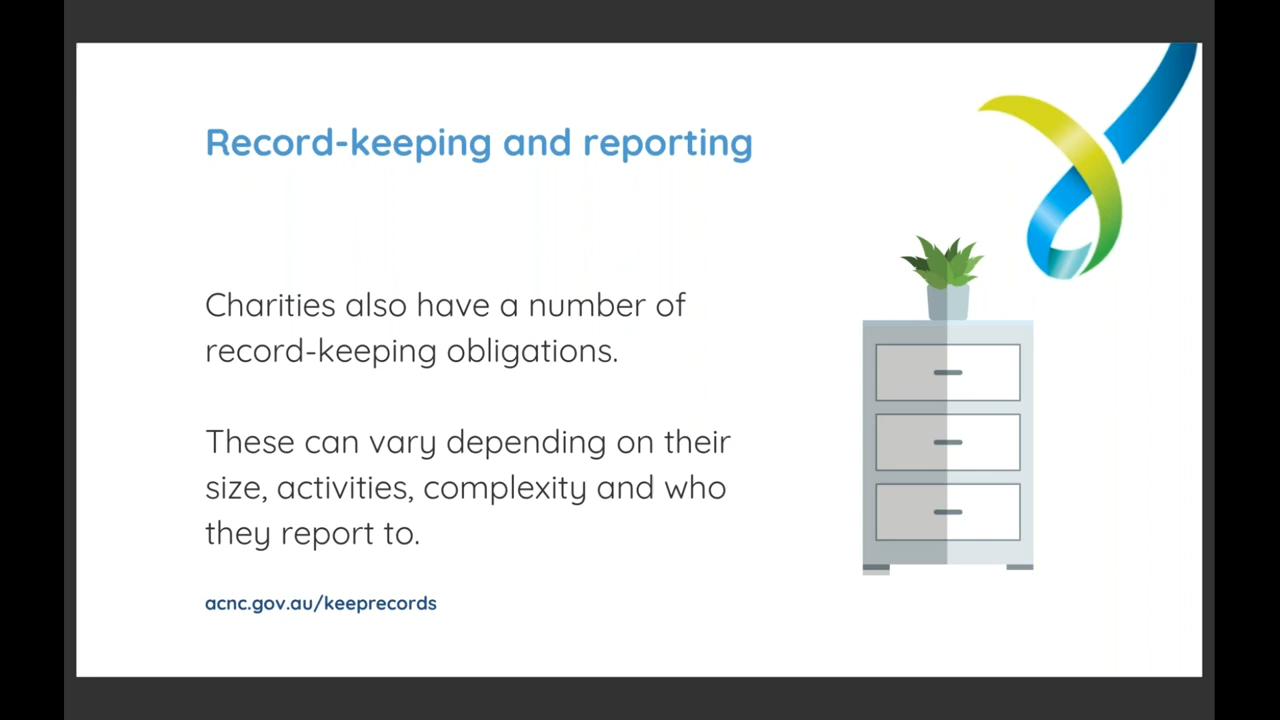 Record-keeping and reporting
Charities also have a number of
record-keeping obligations.
These can vary depending on their
size, activities, complexity and who
they report to.
acnc.gov.au/keeprecords